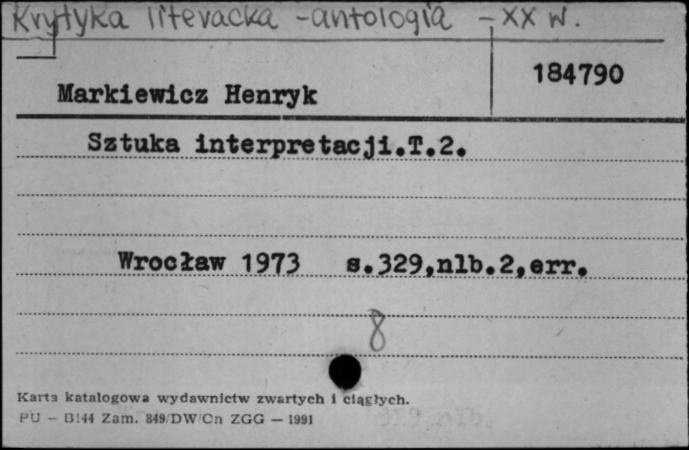 Krytyka literacka - antologia - XX w.
184790
Markiewicz Henryk
Sztuka interpretacji.T.2.
Wrocław 1973 s.329,nlb.2,err.
8
Karta katalogowa wydawnictw zwartych i ciągłych.
PU — B144 Zam. 849/DW/Cn ZGG — 1991